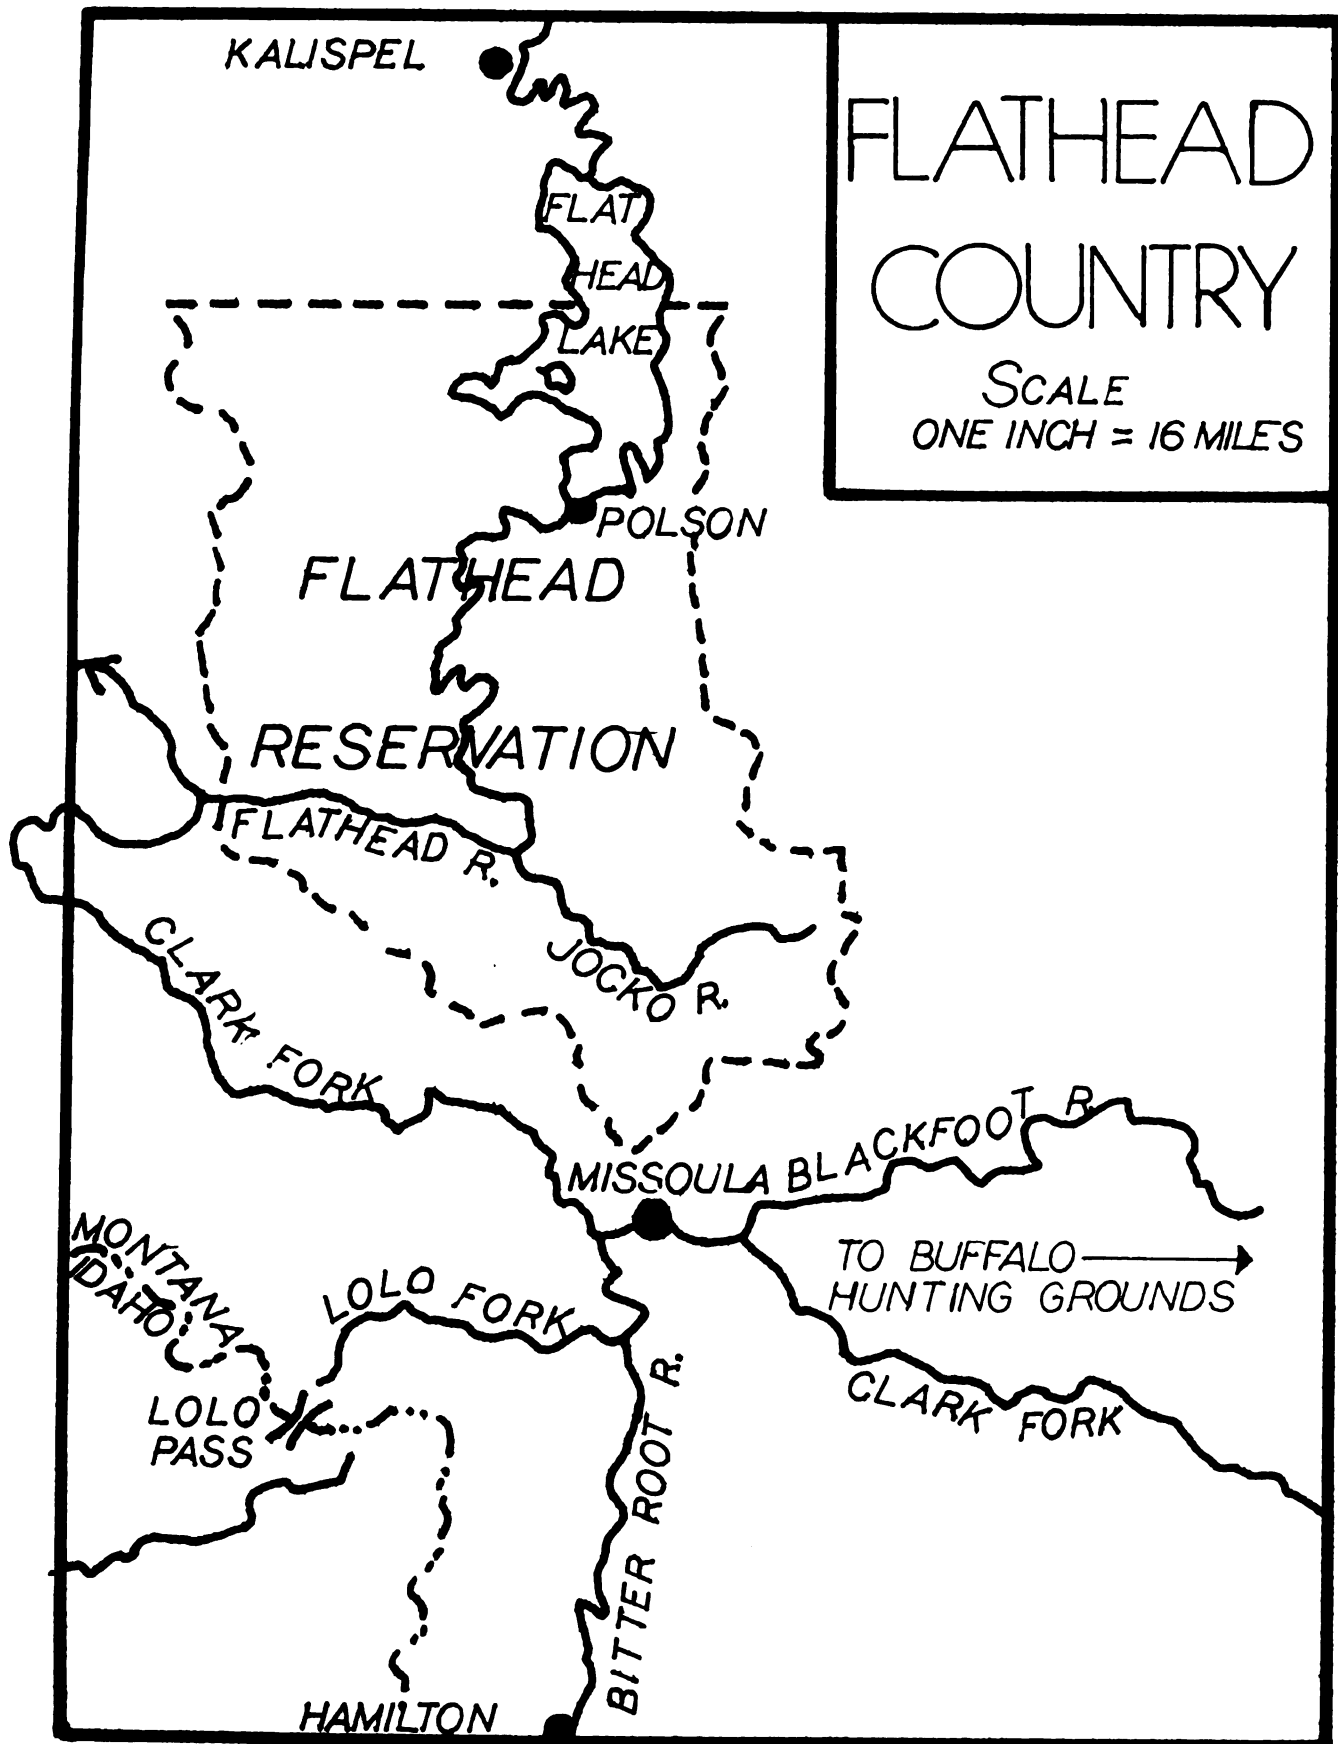 KALISPEL
FLATHEAD
COUNTRY
SCALE
ONE INCH = 16 MILES
FLAT
HEAD
LAKE
POLSON
FLATHEAD
RESERVATION
FLATHEAD R.
JOCKO R.
CLARK FORK
MISSOULA
BLACKFOOT R.
TO BUFFALO
HUNTING GROUNDS
MONTANA
IDAHO
LOLO FORK
LOLO
PASS
CLARK FORK
BITTER ROOT R.
HAMILTON